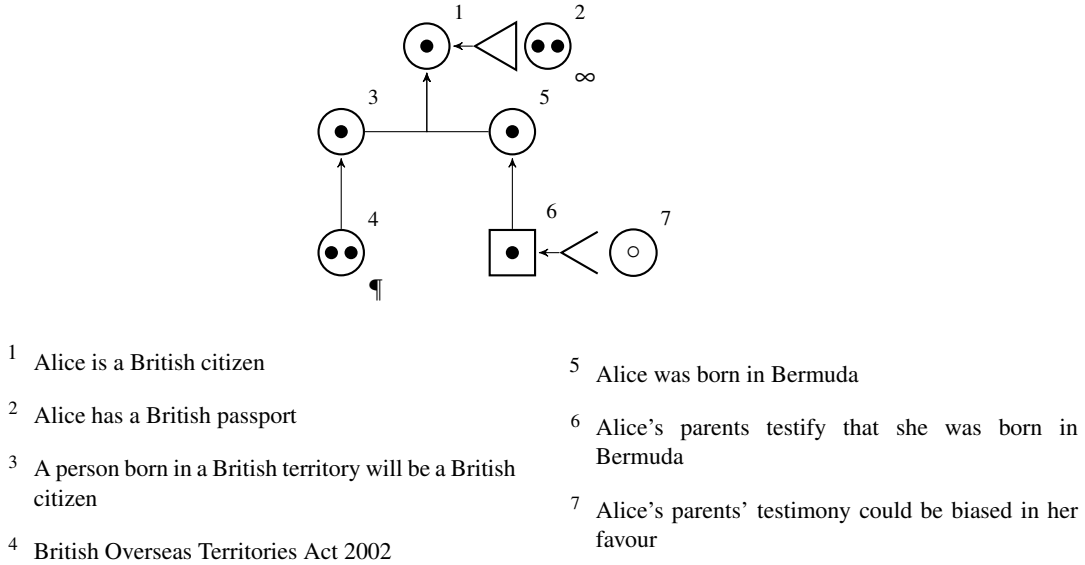 1
2
∞
3
5
4
¶
6
7
1 Alice is a British citizen
2 Alice has a British passport
3 A person born in a British territory will be a British
citizen
4 British Overseas Territories Act 2002
5 Alice was born in Bermuda
6 Alice's parents testify that she was born in
Bermuda
7 Alice's parents' testimony could be biased in her
favour